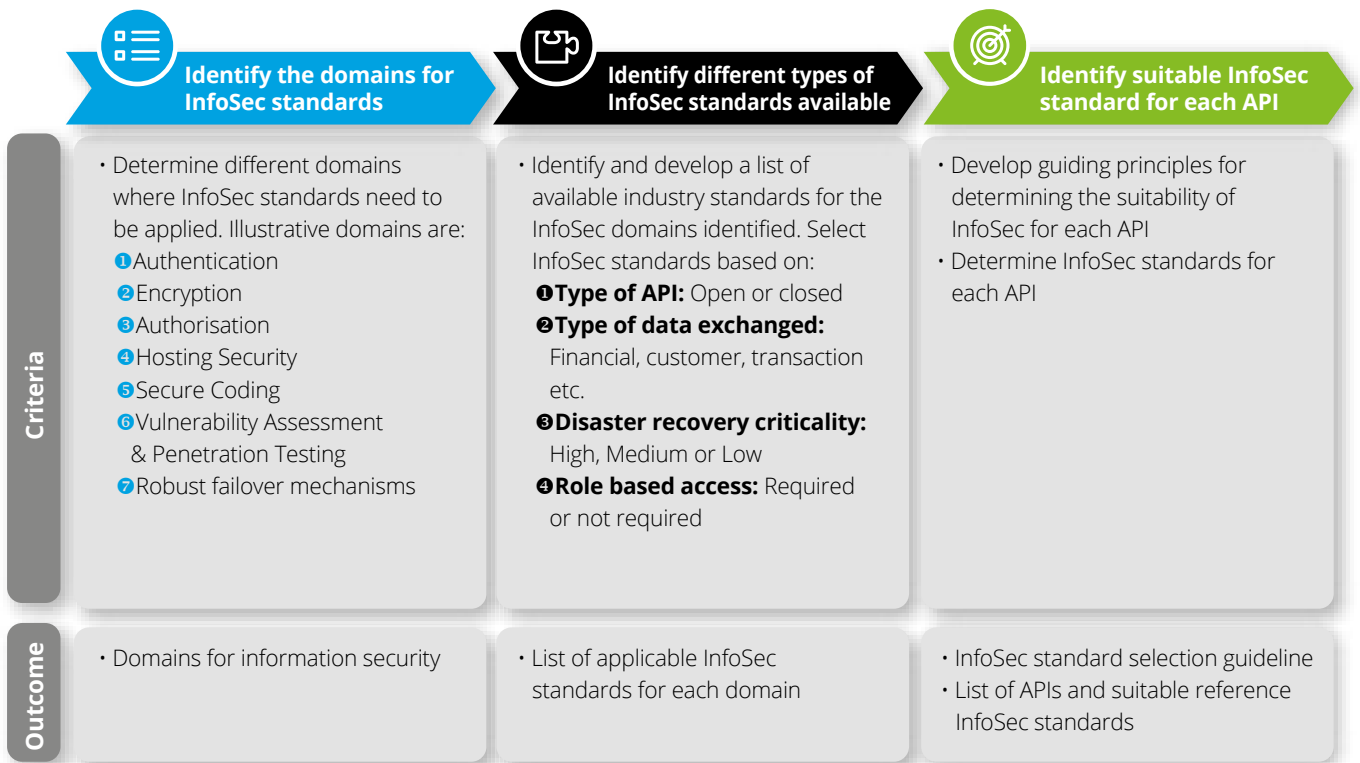 Identify the domains for
InfoSec standards
Identify different types of
InfoSec standards available
Identify suitable InfoSec
standard for each API
Criteria
• Determine different domains
where InfoSec standards need to
be applied. Illustrative domains are:
❶Authentication
❷Encryption
❸Authorisation
❹Hosting Security
❺Secure Coding
❻Vulnerability Assessment
& Penetration Testing
❼Robust failover mechanisms
• Identify and develop a list of
available industry standards for the
InfoSec domains identified. Select
InfoSec standards based on:
❶Type of API: Open or closed
❷Type of data exchanged:
Financial, customer, transaction
etc.
❸Disaster recovery criticality:
High, Medium or Low
❹Role based access: Required
or not required
• Develop guiding principles for
determining the suitability of
InfoSec for each API
• Determine InfoSec standards for
each API
Outcome
• Domains for information security
• List of applicable InfoSec
standards for each domain
• InfoSec standard selection guideline
• List of APIs and suitable reference
InfoSec standards